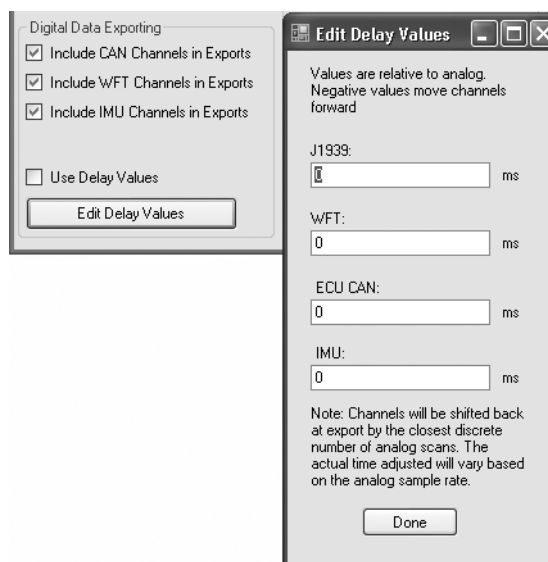 Digital Data Exporting
Include CAN Channels in Exports
Include WFT Channels in Exports
Include IMU Channels in Exports
Use Delay Values
Edit Delay Values
Edit Delay Values
Values are relative to analog.
Negative values move channels
forward
J1939:
0 ms
WFT:
0 ms
ECU CAN:
0 ms
IMU:
0 ms
Note: Channels will be shifted back
at export by the closest discrete
number of analog scans. The
actual time adjusted will vary based
on the analog sample rate.
Done